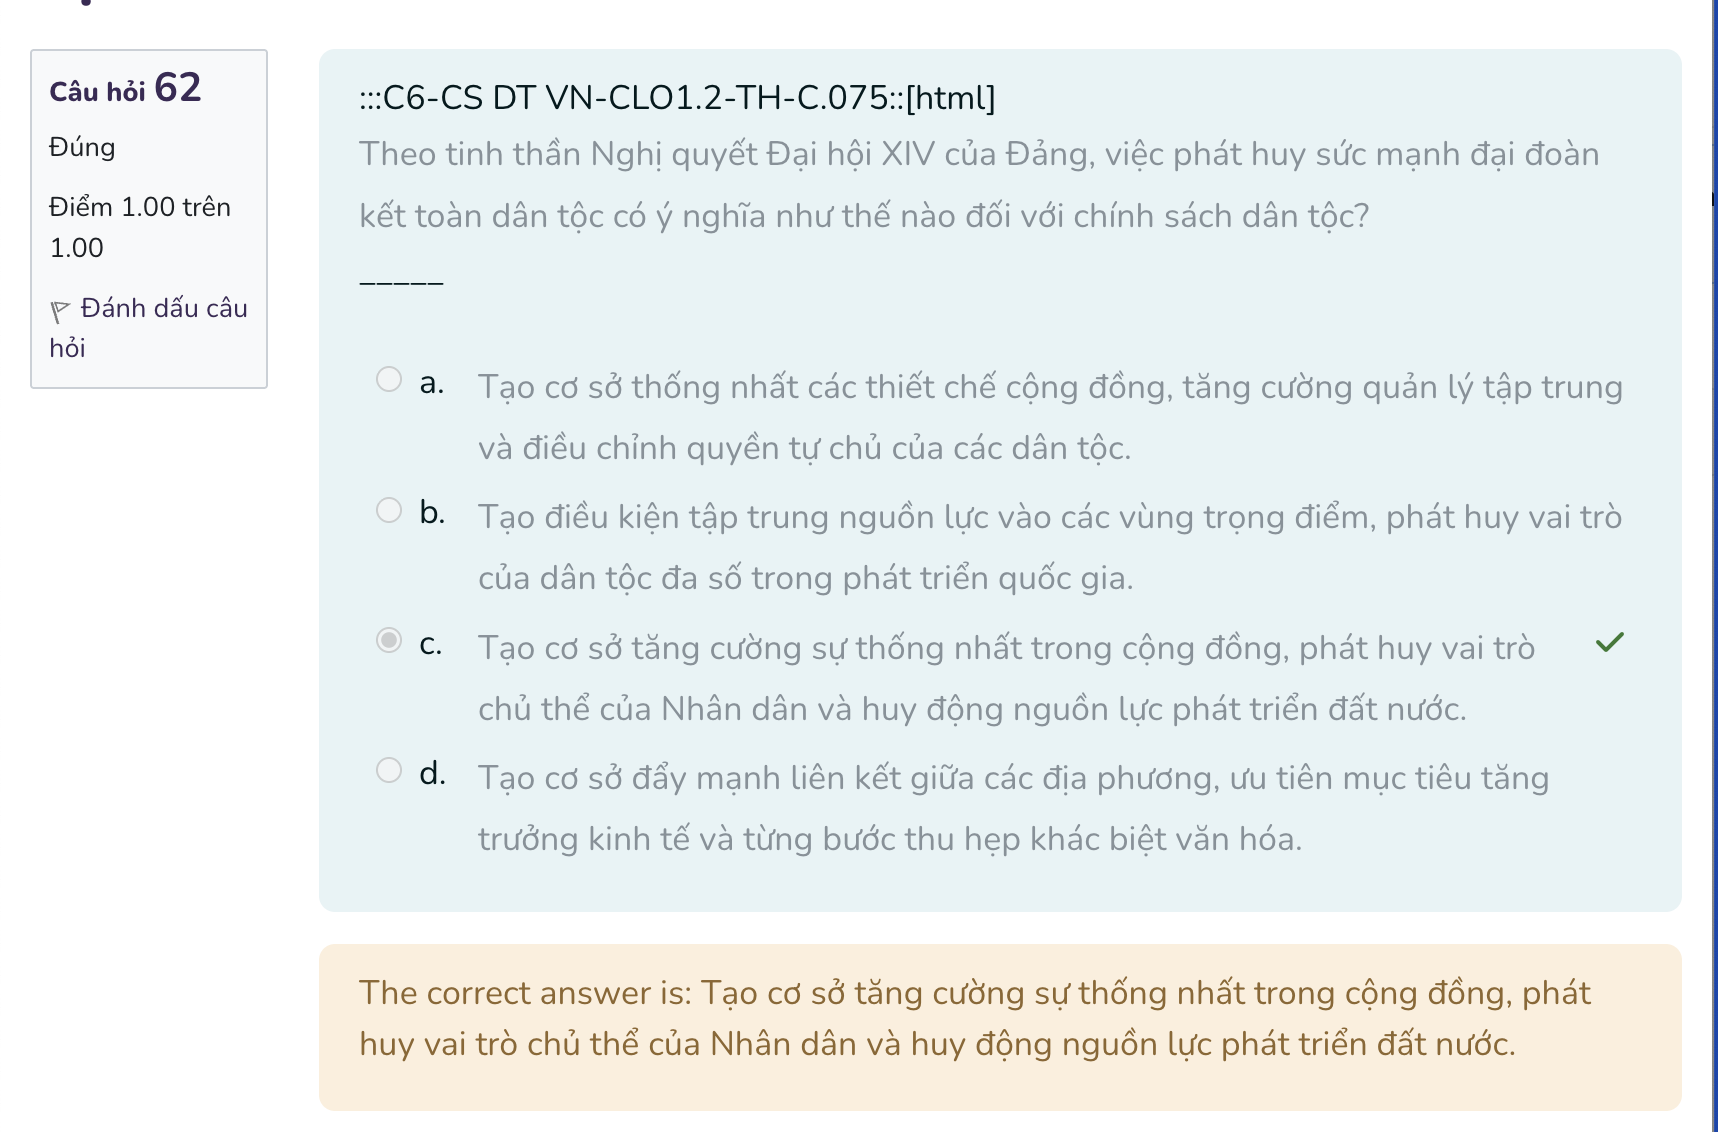 Câu hỏi 62
Đúng
Điểm 1.00 trên
1.00
Đánh dấu câu
hỏi
:::C6-CS DT VN-CLO1.2-TH-C.075::[html]
Theo tinh thần Nghị quyết Đại hội XIV của Đảng, việc phát huy sức mạnh đại đoàn
kết toàn dân tộc có ý nghĩa như thế nào đối với chính sách dân tộc?
_____
a. Tạo cơ sở thống nhất các thiết chế cộng đồng, tăng cường quản lý tập trung
và điều chỉnh quyền tự chủ của các dân tộc.
b. Tạo điều kiện tập trung nguồn lực vào các vùng trọng điểm, phát huy vai trò
của dân tộc đa số trong phát triển quốc gia.
c. Tạo cơ sở tăng cường sự thống nhất trong cộng đồng, phát huy vai trò
chủ thể của Nhân dân và huy động nguồn lực phát triển đất nước.
d. Tạo cơ sở đẩy mạnh liên kết giữa các địa phương, ưu tiên mục tiêu tăng
trưởng kinh tế và từng bước thu hẹp khác biệt văn hóa.
The correct answer is: Tạo cơ sở tăng cường sự thống nhất trong cộng đồng, phát
huy vai trò chủ thể của Nhân dân và huy động nguồn lực phát triển đất nước.